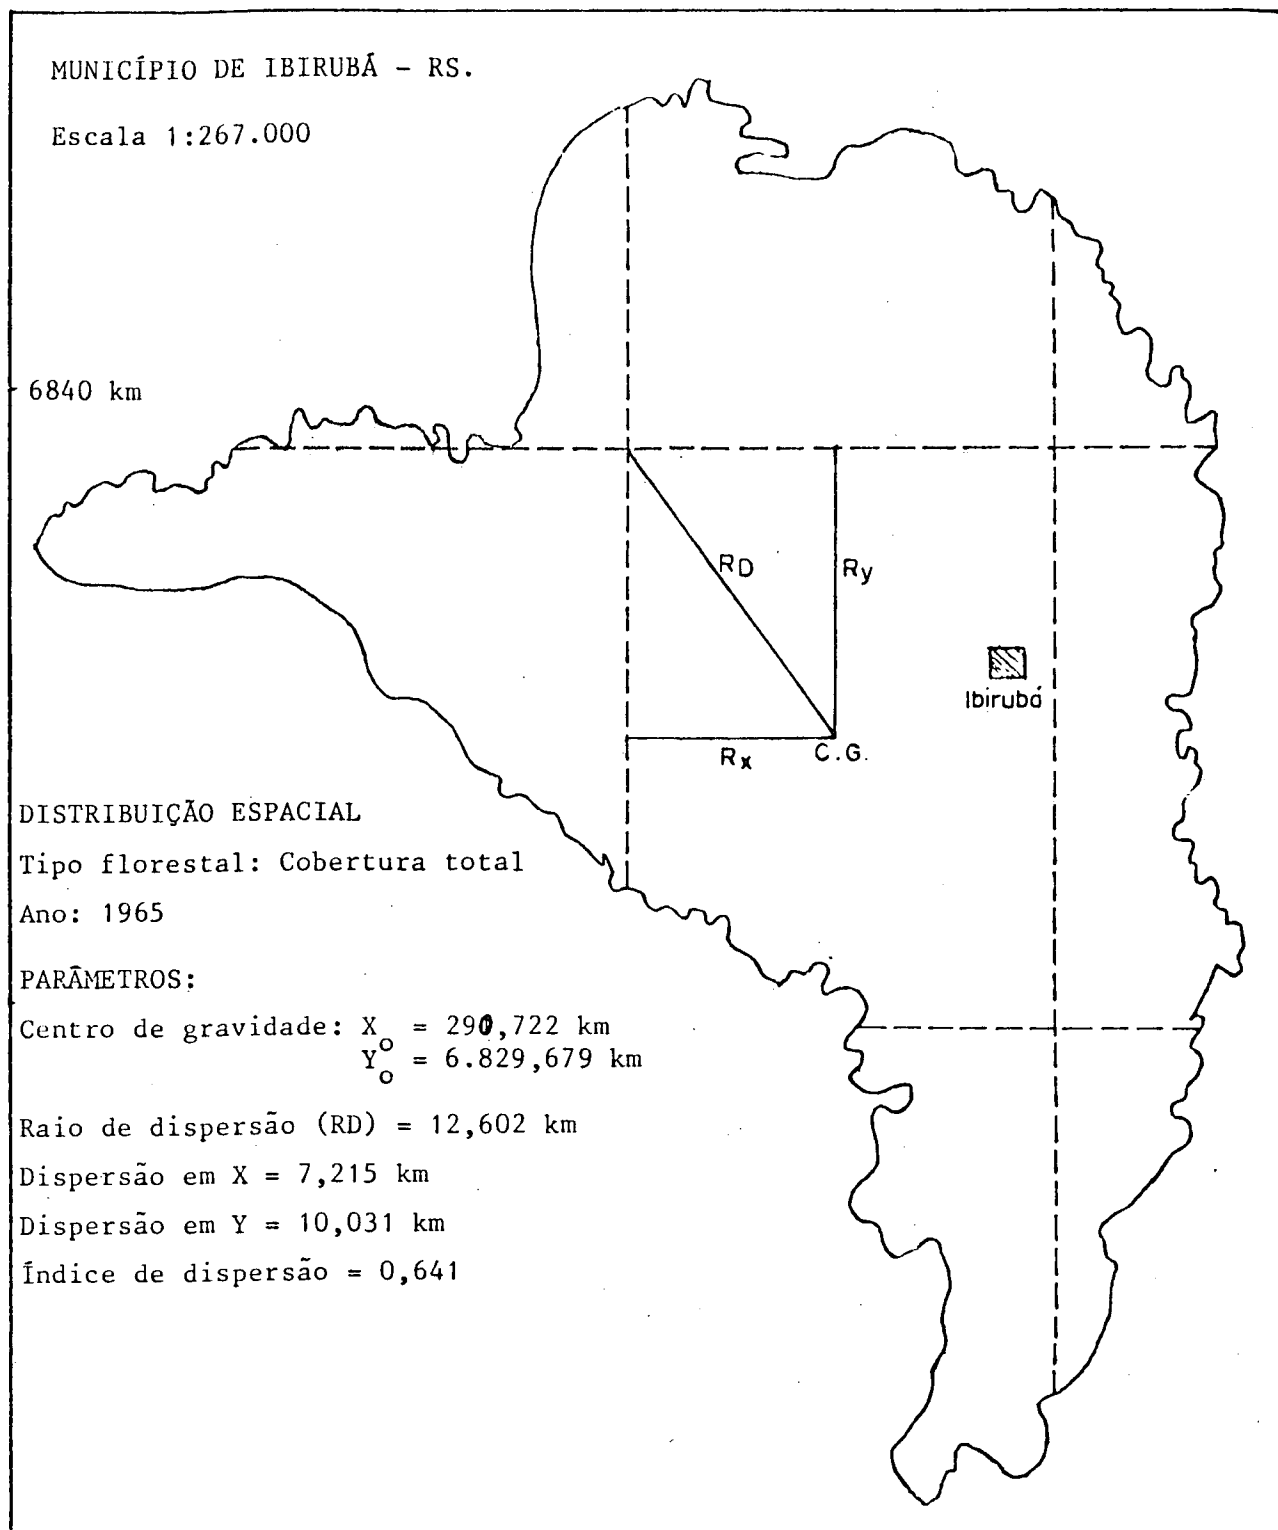 MUNICÍPIO DE IBIRUBÁ - RS.
Escala 1:267.000
6840 km
RD
Ry
Ibirubá
Rx
C.G.
DISTRIBUIÇÃO ESPACIAL
Tipo florestal: Cobertura total
Ano: 1965
PARÂMETROS:
Centro de gravidade: Xo = 290,722 km
Yo = 6.829,679 km
Raio de dispersão (RD) = 12,602 km
Dispersão em X = 7,215 km
Dispersão em Y = 10,031 km
Índice de dispersão = 0,641